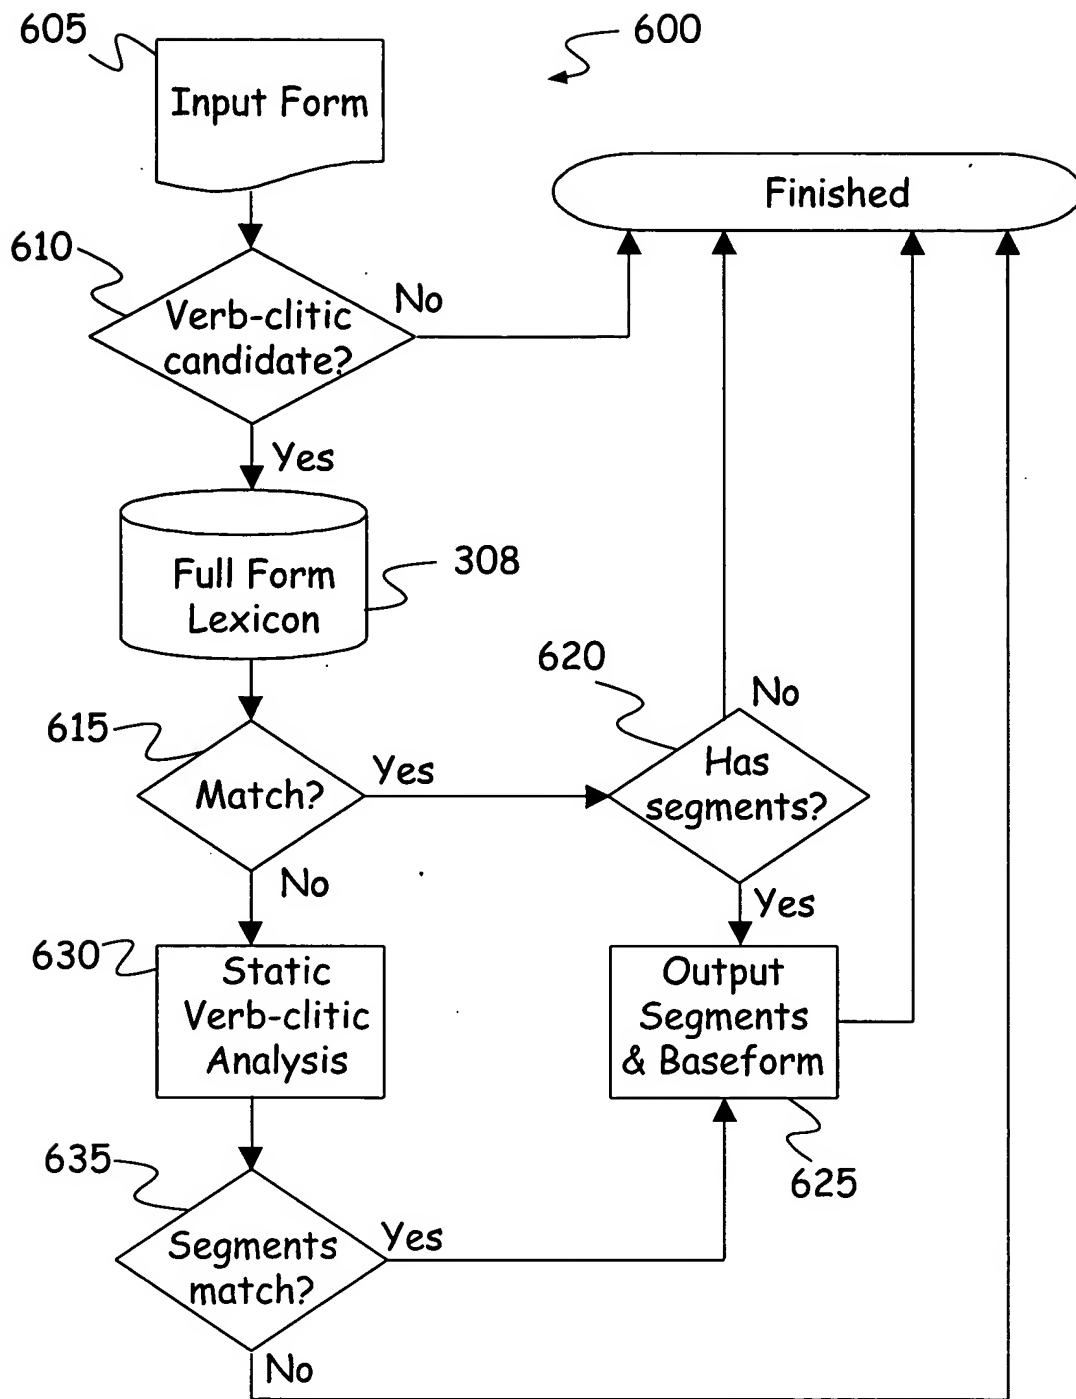 605
600
Input Form
Finished
610
No
Verb-clitic
candidate?
Yes
Full Form
Lexicon
308
620
No
615
Yes
Has
segments?
Match?
No
Yes
630
Static
Verb-clitic
Analysis
Output
Segments
& Baseform
635
625
Yes
Segments
match?
No